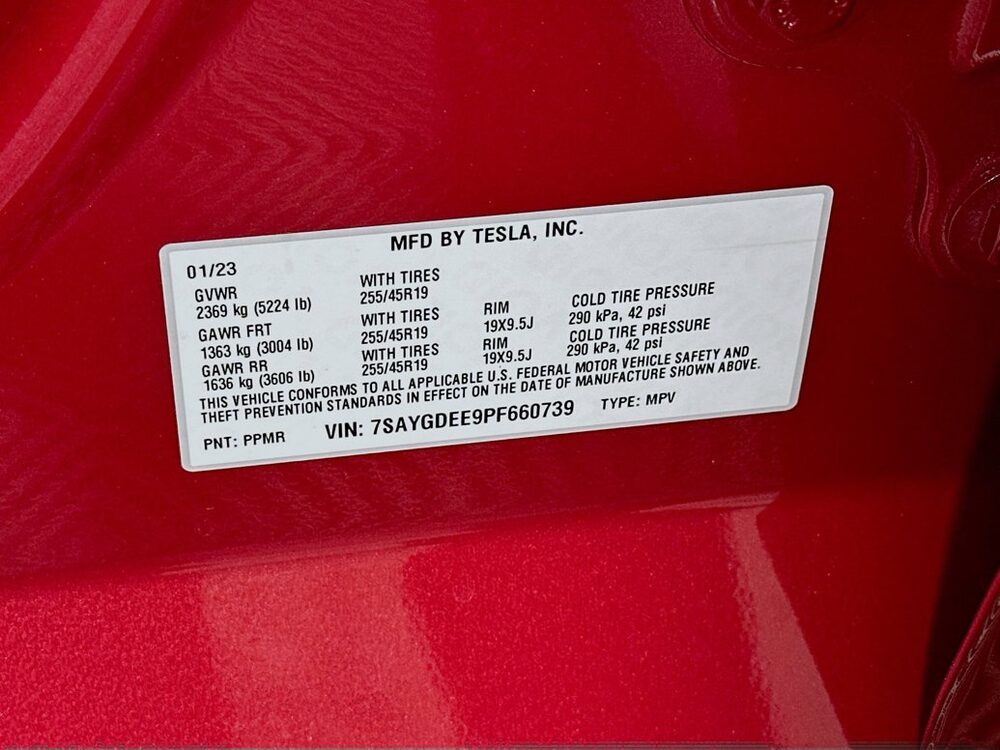 MFD BY TESLA, INC.
01/23
GVWR
2369 kg (5224 lb)
WITH TIRES
255/45R19
GAWR FRT
1363 kg (3004 lb)
WITH TIRES
255/45R19
RIM
19X9.5J
COLD TIRE PRESSURE
290 kPa, 42 psi
GAWR RR
1636 kg (3606 lb)
WITH TIRES
255/45R19
RIM
19X9.5J
COLD TIRE PRESSURE
290 kPa, 42 psi
THIS VEHICLE CONFORMS TO ALL APPLICABLE U.S. FEDERAL MOTOR VEHICLE SAFETY AND
THEFT PREVENTION STANDARDS IN EFFECT ON THE DATE OF MANUFACTURE SHOWN ABOVE.
PNT: PPMR VIN: 7SAYGDEE9PF660739 TYPE: MPV